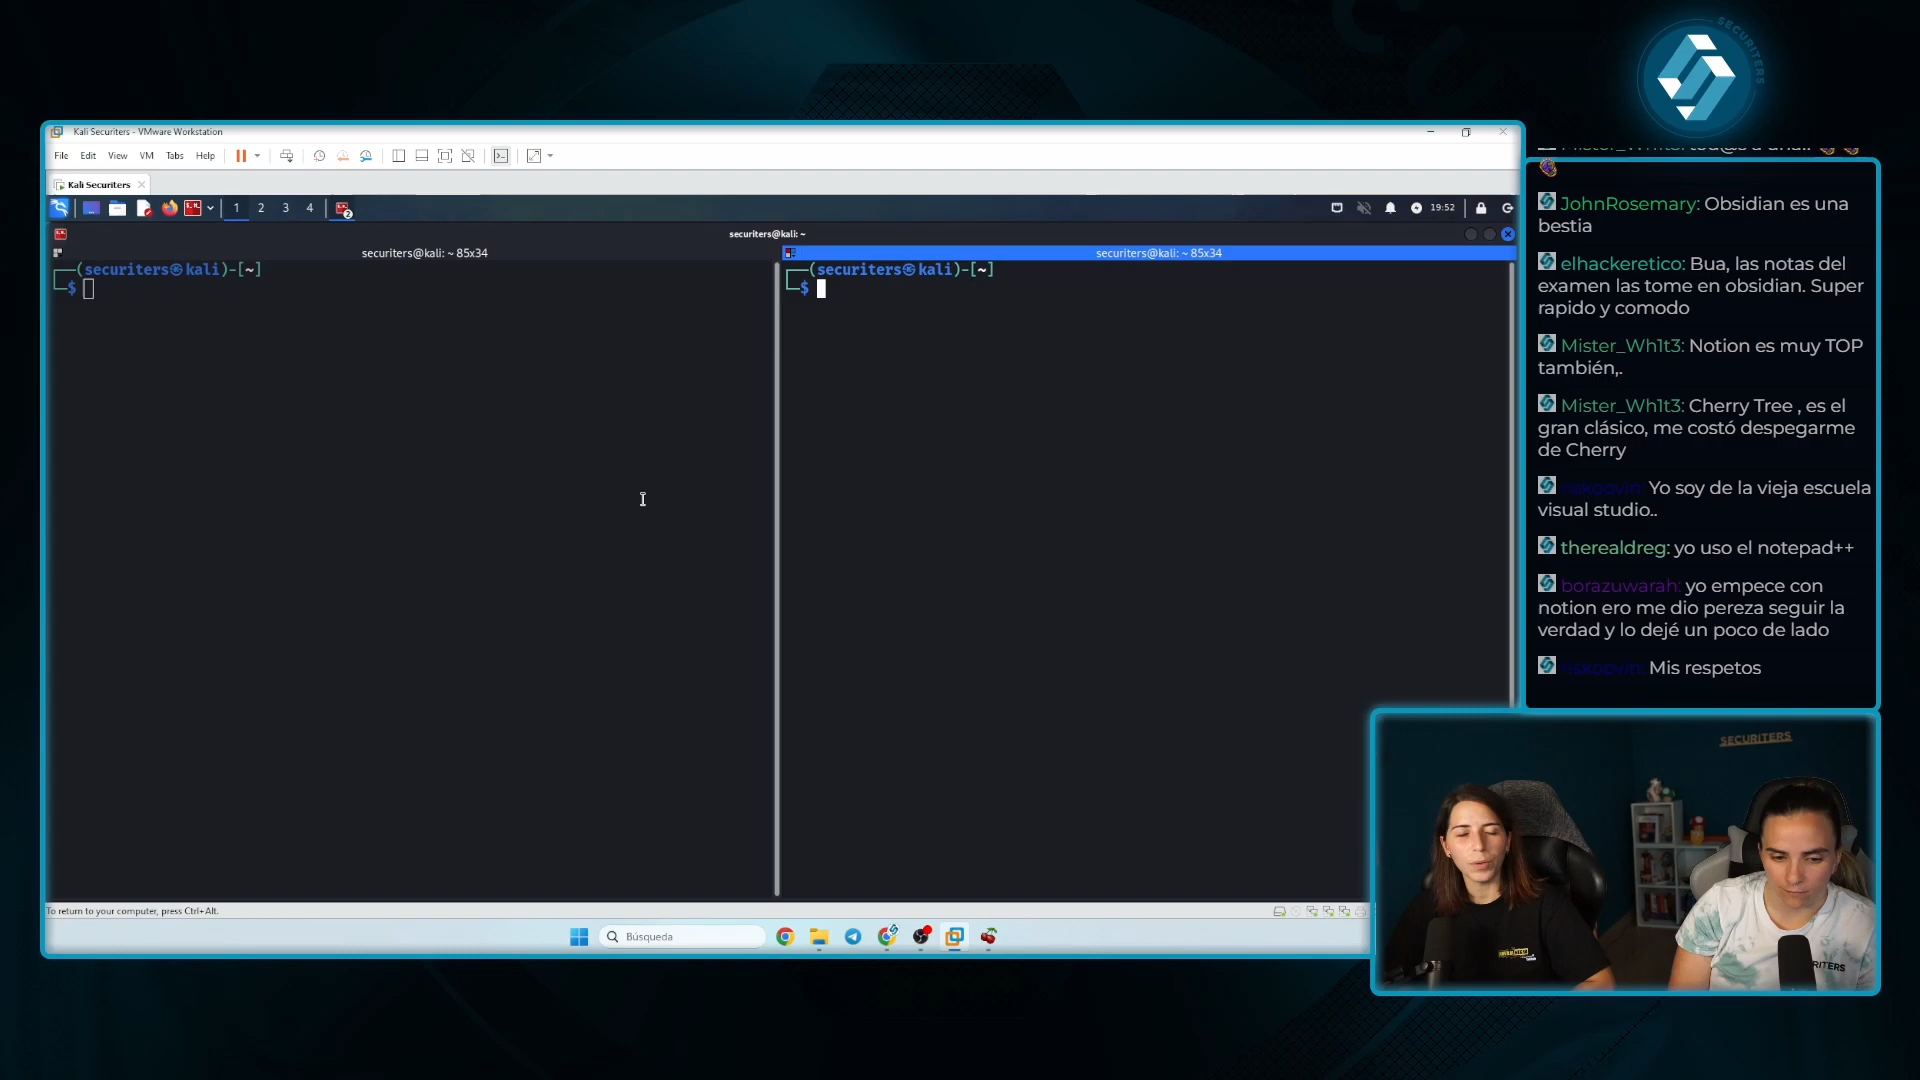 SECURITERS
Kali Securiters - VMware Workstation
File Edit View VM Tabs Help
Kali Securiters
1 2 3 4
2
19:52
securiters@kali: ~
securiters@kali: ~ 85x34
securiters@kali: ~ 85x34
(securiters㉿kali)-[~]
$
(securiters㉿kali)-[~]
$
JohnRosemary: Obsidian es una
bestia
elhackeretico: Bua, las notas del
examen las tome en obsidian. Super
rapido y comodo
Mister_Wh1t3: Notion es muy TOP
también,.
Mister_Wh1t3: Cherry Tree , es el
gran clásico, me costó despegarme
de Cherry
Yo soy de la vieja escuela
visual studio..
therealdreg: yo uso el notepad++
borazuwarah: yo empece con
notion ero me dio pereza seguir la
verdad y lo dejé un poco de lado
Mis respetos
SECURITERS
To return to your computer, press Ctrl+Alt.
Búsqueda